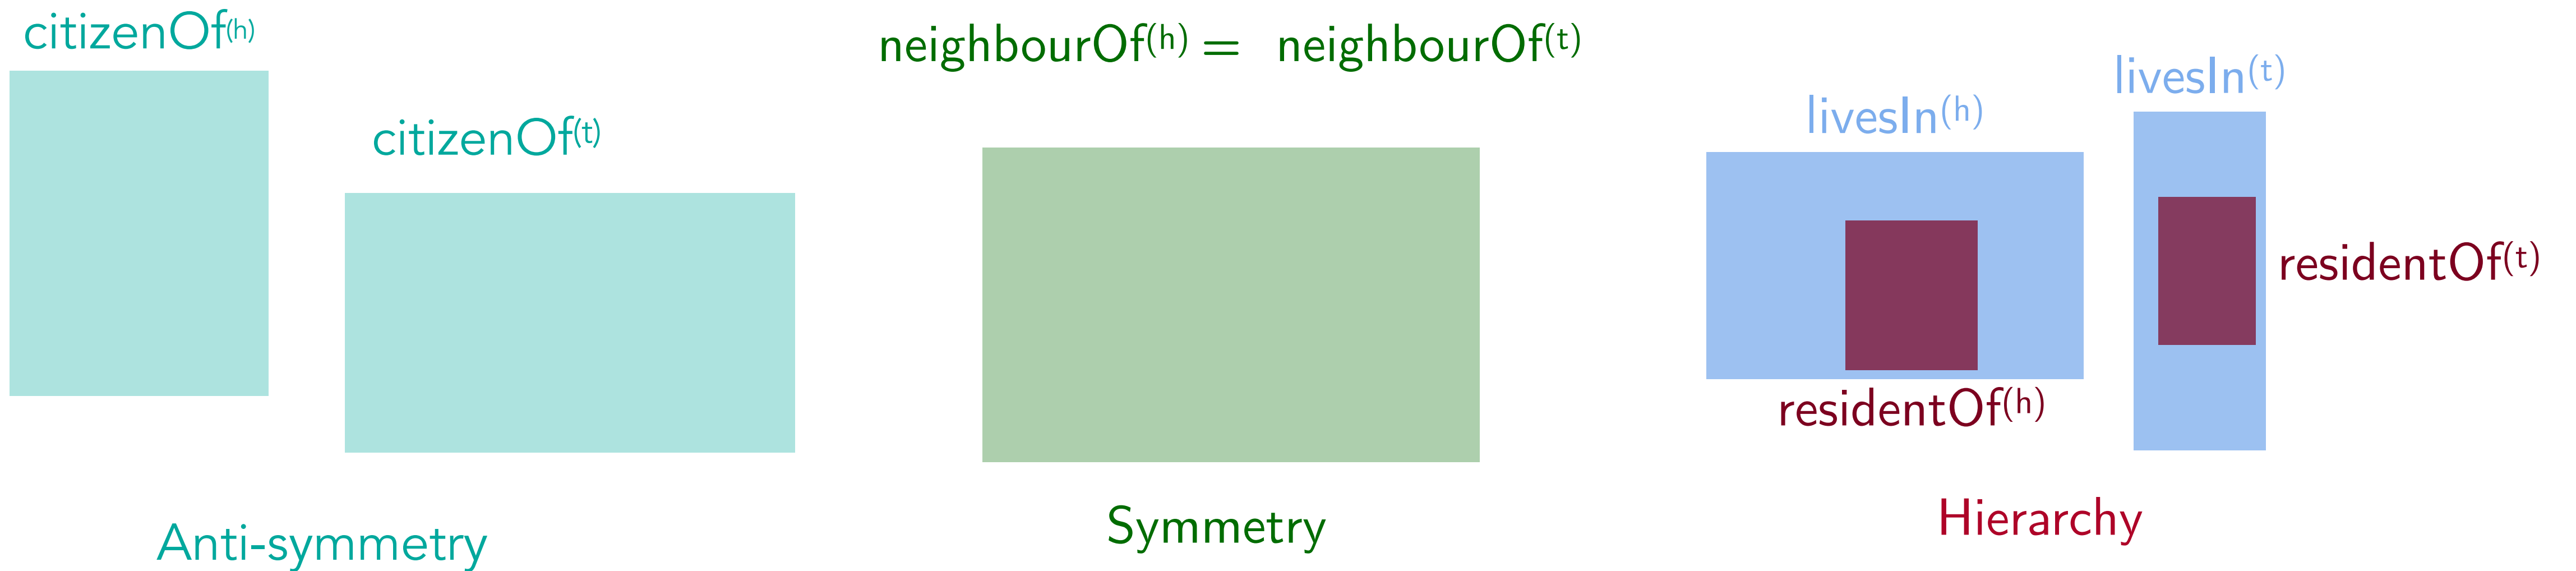 citizenOf(h)
citizenOf(t)
Anti-symmetry
neighbourOf(h) = neighbourOf(t)
Symmetry
livesIn(h)
livesIn(t)
residentOf(t)
residentOf(h)
Hierarchy